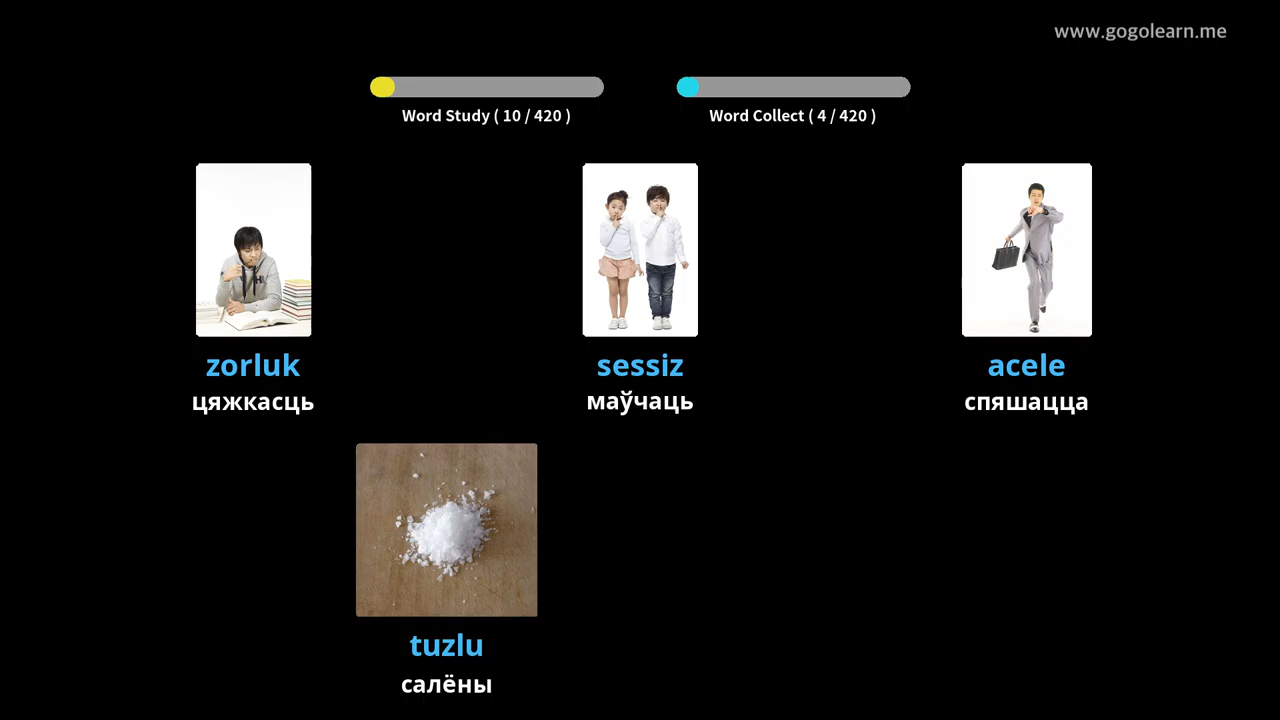 www.gogolearn.me
Word Study ( 10 / 420 )
Word Collect ( 4 / 420 )
zorluk
цяжкасць
sessiz
маўчаць
acele
спяшацца
tuzlu
салёны